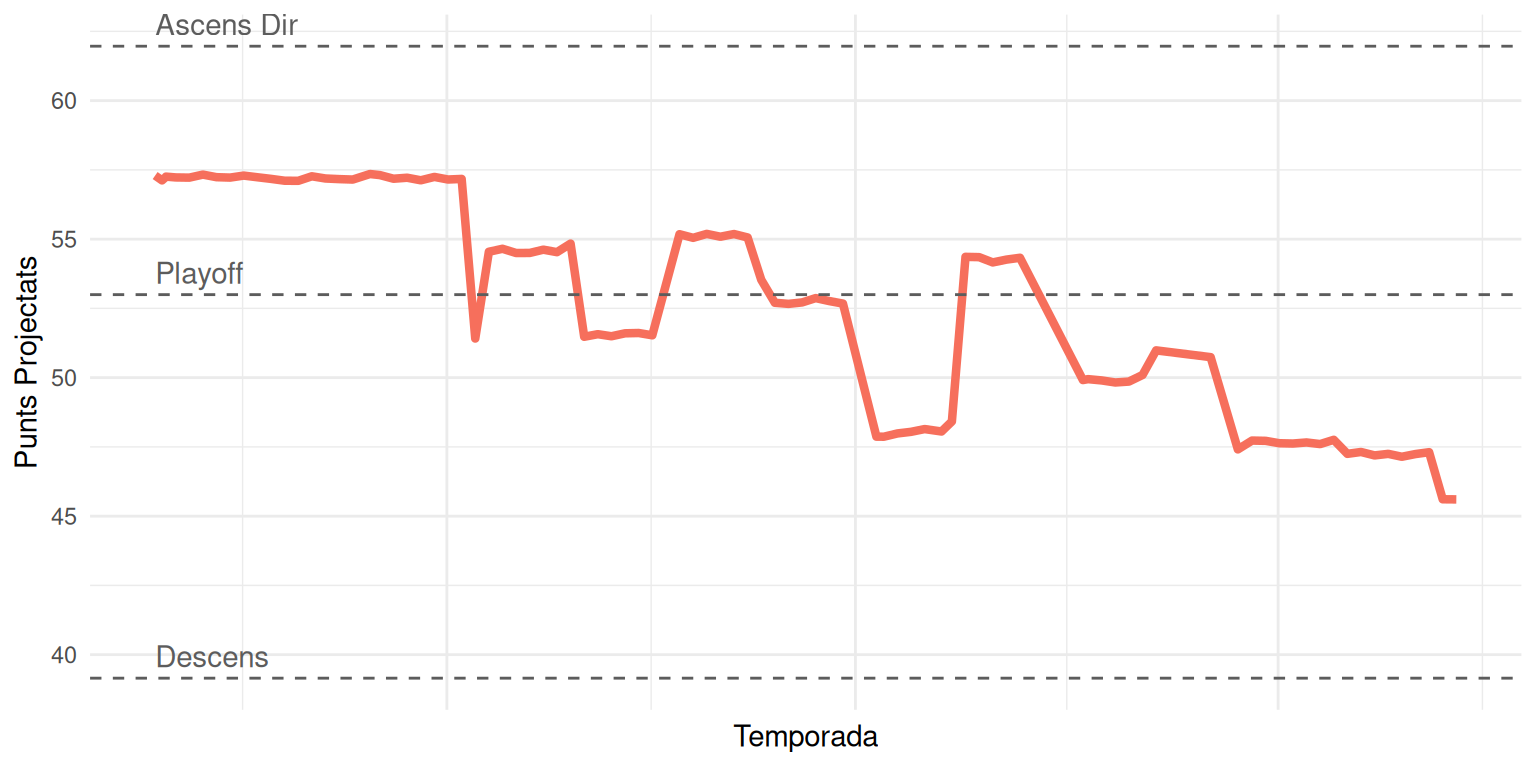 Ascens Dir
60
55
Playoff
50
45
40
Descens
Punts Projectats
Temporada